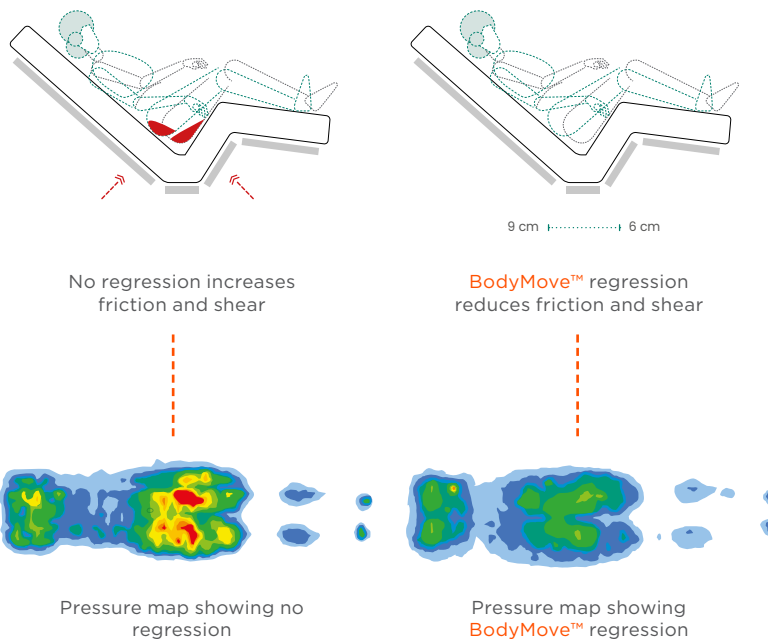 9 cm 6 cm
No regression increases
friction and shear
BodyMove™ regression
reduces friction and shear
Pressure map showing no
regression
Pressure map showing
BodyMove™ regression